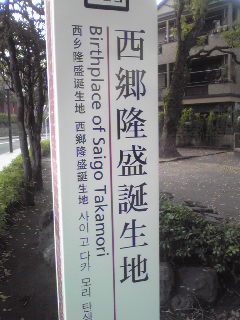 西郷隆盛誕生地
Birthplace of Saigo Takamori
西乡隆盛诞生地 西鄉隆盛誕生地 사이고 다카모리 탄